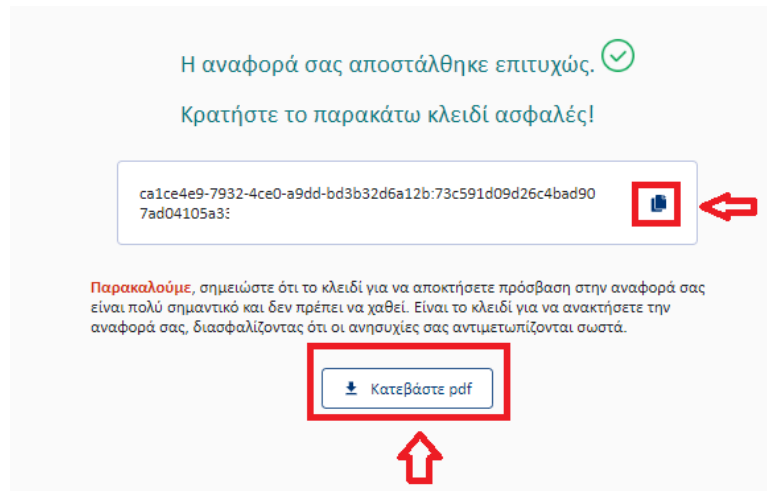 Η αναφορά σας αποστάλθηκε επιτυχώς.
Κρατήστε το παρακάτω κλειδί ασφαλές!
ca1ce4e9-7932-4ce0-a9dd-bd3b32d6a12b:73c591d09d26c4bad90
7ad04105a33
Παρακαλούμε, σημειώστε ότι το κλειδί για να αποκτήσετε πρόσβαση στην αναφορά σας
είναι πολύ σημαντικό και δεν πρέπει να χαθεί. Είναι το κλειδί για να ανακτήσετε την
αναφορά σας, διασφαλίζοντας ότι οι ανησυχίες σας αντιμετωπίζονται σωστά.
Κατεβάστε pdf